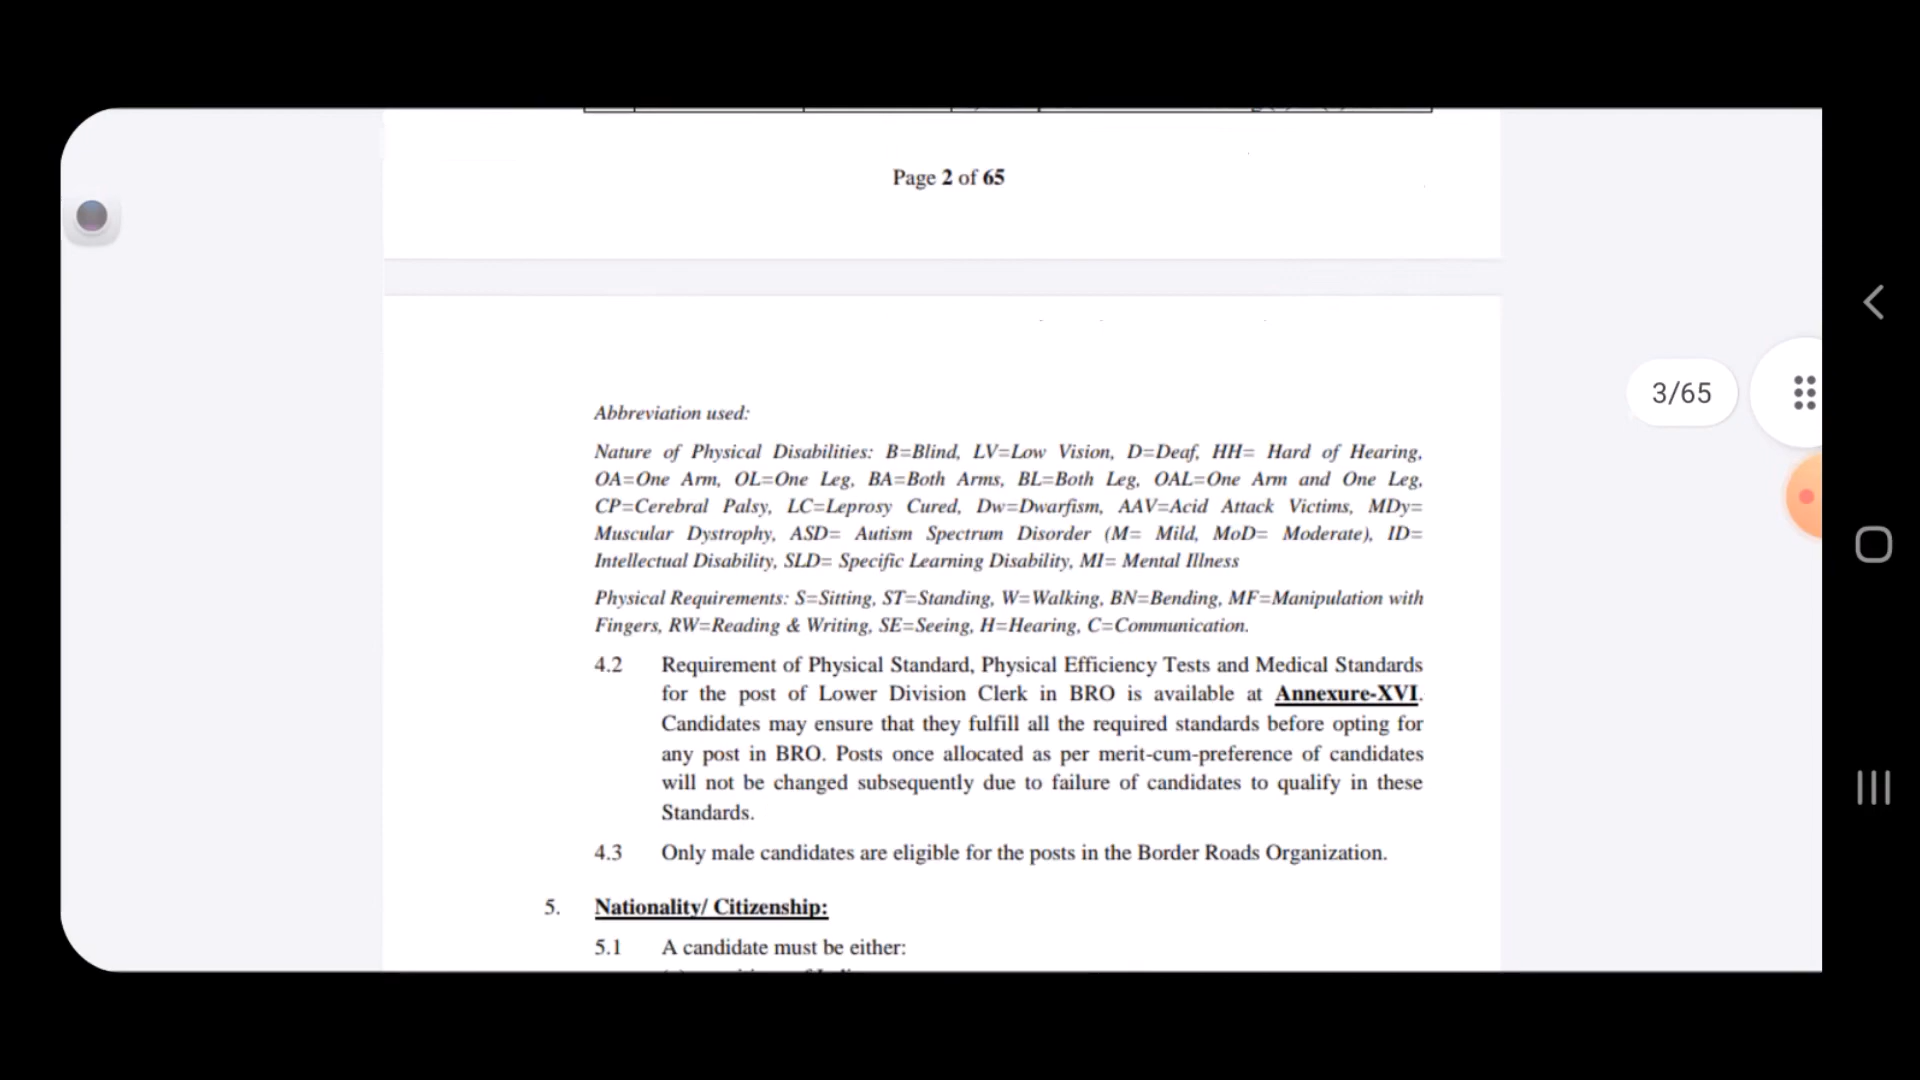 Page 2 of 65
3/65
Abbreviation used:
Nature of Physical Disabilities: B=Blind, LV=Low Vision, D=Deaf, HH= Hard of Hearing,
OA=One Arm, OL=One Leg, BA=Both Arms, BL=Both Leg, OAL=One Arm and One Leg,
CP=Cerebral Palsy, LC=Leprosy Cured, Dw=Dwarfism, AAV=Acid Attack Victims, MDy=
Muscular Dystrophy, ASD= Autism Spectrum Disorder (M= Mild, MoD= Moderate), ID=
Intellectual Disability, SLD= Specific Learning Disability, MI= Mental Illness
Physical Requirements: S=Sitting, ST=Standing, W=Walking, BN=Bending, MF=Manipulation with
Fingers, RW=Reading & Writing, SE=Seeing, H=Hearing, C=Communication.
4.2 Requirement of Physical Standard, Physical Efficiency Tests and Medical Standards
for the post of Lower Division Clerk in BRO is available at Annexure-XVI.
Candidates may ensure that they fulfill all the required standards before opting for
any post in BRO. Posts once allocated as per merit-cum-preference of candidates
will not be changed subsequently due to failure of candidates to qualify in these
Standards.
4.3 Only male candidates are eligible for the posts in the Border Roads Organization.
5. Nationality/ Citizenship:
5.1 A candidate must be either: